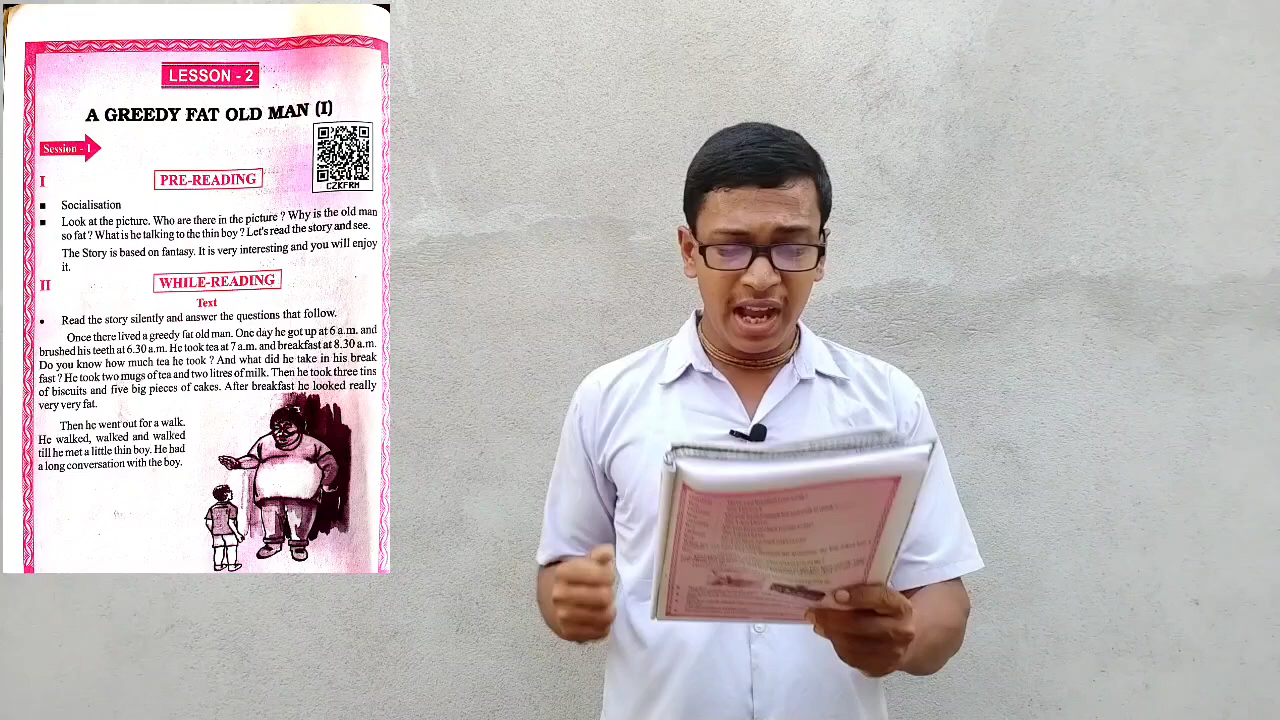 LESSON - 2
A GREEDY FAT OLD MAN (I)
Session - 1
CZKFRM
I
PRE-READING
■ Socialisation
■ Look at the picture. Who are there in the picture ? Why is the old man
so fat ? What is he talking to the thin boy ? Let's read the story and see.
The Story is based on fantasy. It is very interesting and you will enjoy
it.
II
WHILE-READING
Text
• Read the story silently and answer the questions that follow.
Once there lived a greedy fat old man. One day he got up at 6 a.m. and
brushed his teeth at 6.30 a.m. He took tea at 7 a.m. and breakfast at 8.30 a.m.
Do you know how much tea he took ? And what did he take in his break
fast ? He took two mugs of tea and two litres of milk. Then he took three tins
of biscuits and five big pieces of cakes. After breakfast he looked really
very very fat.
Then he went out for a walk.
He walked, walked and walked
till he met a little thin boy. He had
a long conversation with the boy.